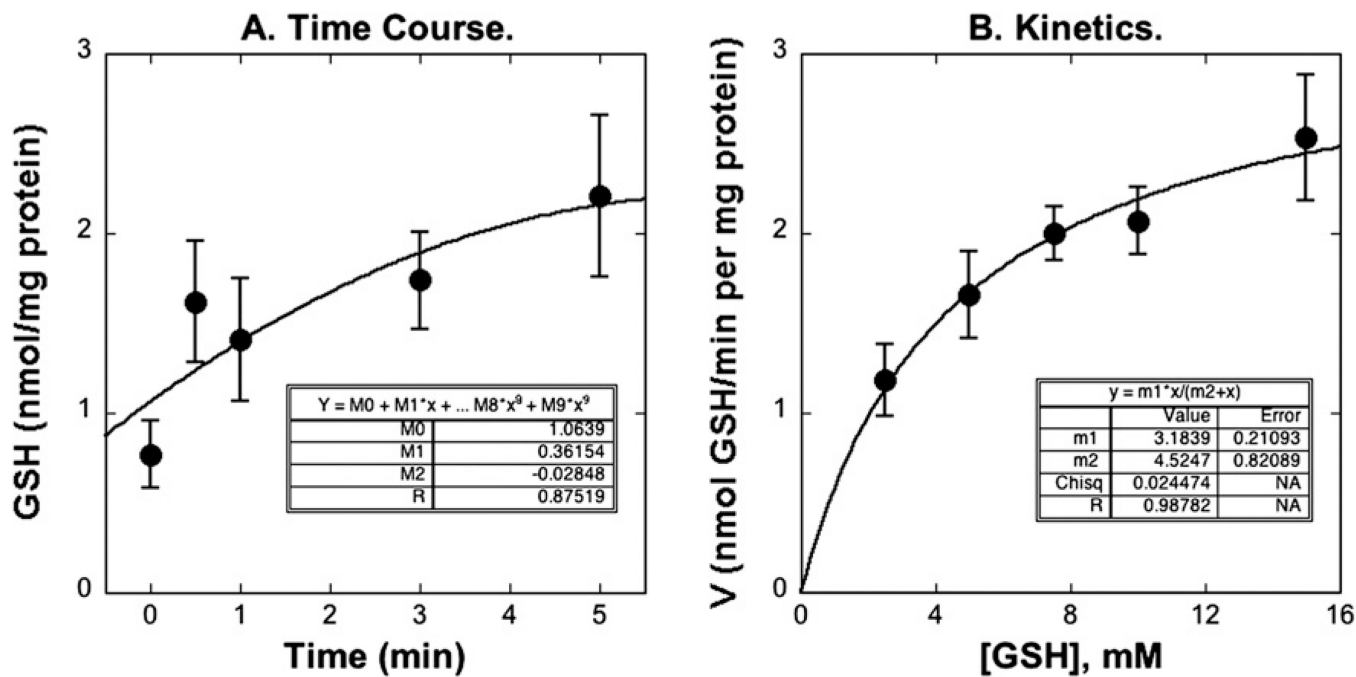 A. Time Course.
GSH (nmol/mg protein)
3
2
1
0
Y = M0 + M1*x + ... M8*x⁹ + M9*x⁹
M0 1.0639
M1 0.36154
M2 -0.02848
R 0.87519
0 1 2 3 4 5
Time (min)
B. Kinetics.
V (nmol GSH/min per mg protein)
3
2
1
0
y = m1*x/(m2+x)
Value Error
m1 3.1839 0.21093
m2 4.5247 0.82089
Chisq 0.024474 NA
R 0.98782 NA
0 4 8 12 16
[GSH], mM